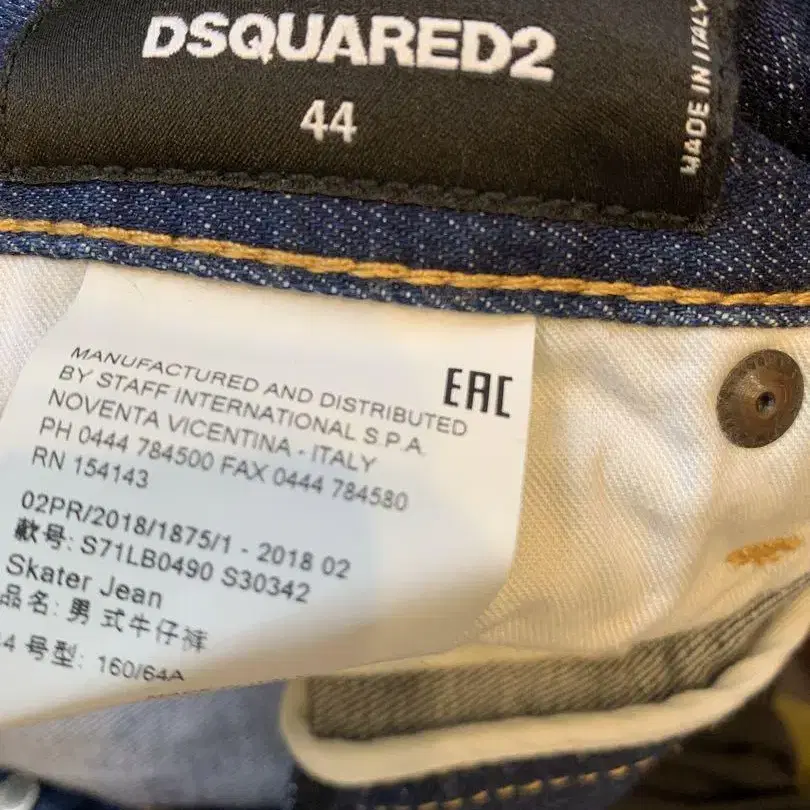 DSQUARED2
44
MADE IN ITALY
MANUFACTURED AND DISTRIBUTED
BY STAFF INTERNATIONAL S.P.A.
NOVENTA VICENTINA - ITALY
PH 0444 784500 FAX 0444 784580
RN 154143
EAC
02PR/2018/1875/1 - 2018 02
款号: S71LB0490 S30342
Skater Jean
品名: 男 式牛仔裤
44 号型: 160/64A